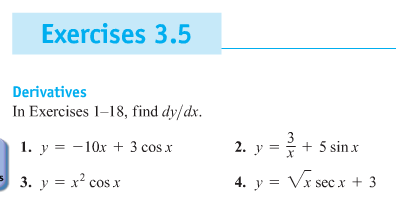 Exercises 3.5
Derivatives
In Exercises 1–18, find dy/dx.
1. y = −10x + 3 cos x
2. y = 3/x + 5 sin x
3. y = x² cos x
4. y = √x sec x + 3